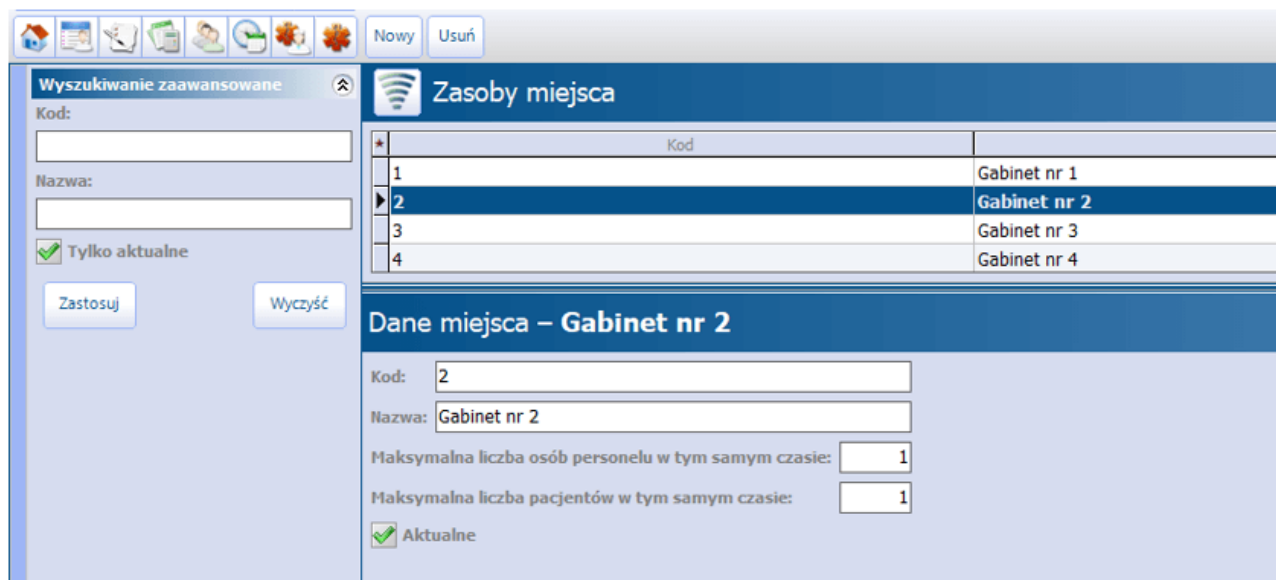 Nowy Usuń
Wyszukiwanie zaawansowane
Kod:
Nazwa:
Tylko aktualne
Zastosuj Wyczyść
Zasoby miejsca
* Kod
1 Gabinet nr 1
2 Gabinet nr 2
3 Gabinet nr 3
4 Gabinet nr 4
Dane miejsca – Gabinet nr 2
Kod: 2
Nazwa: Gabinet nr 2
Maksymalna liczba osób personelu w tym samym czasie: 1
Maksymalna liczba pacjentów w tym samym czasie: 1
Aktualne